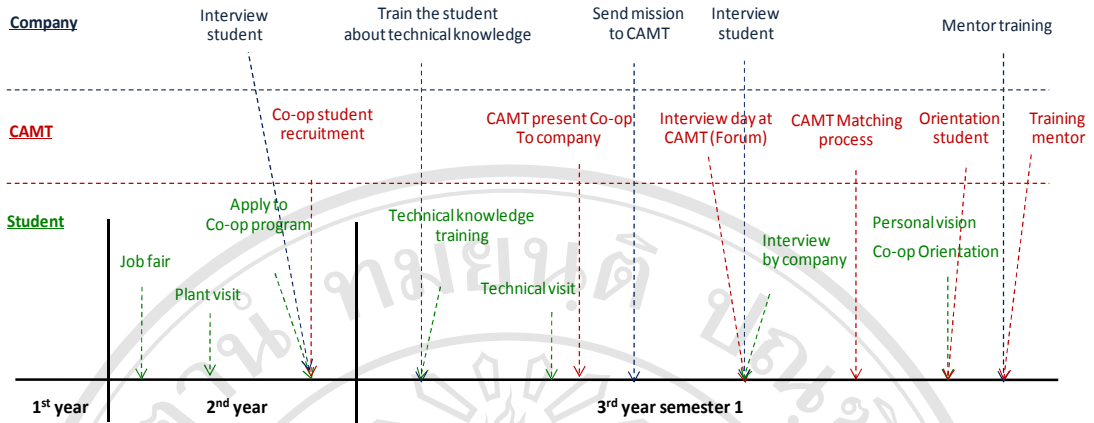 Company
Interview
student
Train the student
about technical knowledge
Send mission
to CAMT
Interview
student
Mentor training
CAMT
Co-op student
recruitment
CAMT present Co-op
To company
Interview day at
CAMT (Forum)
CAMT Matching
process
Orientation
student
Training
mentor
Student
Apply to
Co-op program
Job fair
Plant visit
Technical knowledge
training
Technical visit
Interview
by company
Personal vision
Co-op Orientation
1st year
2nd year
3rd year semester 1